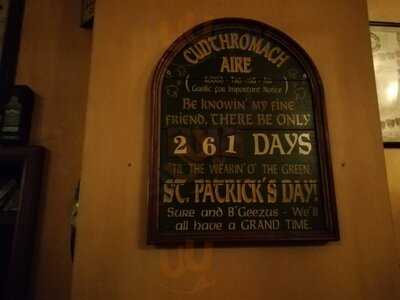 CUDTHROMACH
AIRE
(Gaelic for Important Notice)
Be knowin' my fine
friend, there be only
261 DAYS
'til the wearin' o' the green,
ST. PATRICK'S DAY!
Sure and B'Geezus - We'll
all have a GRAND TIME.